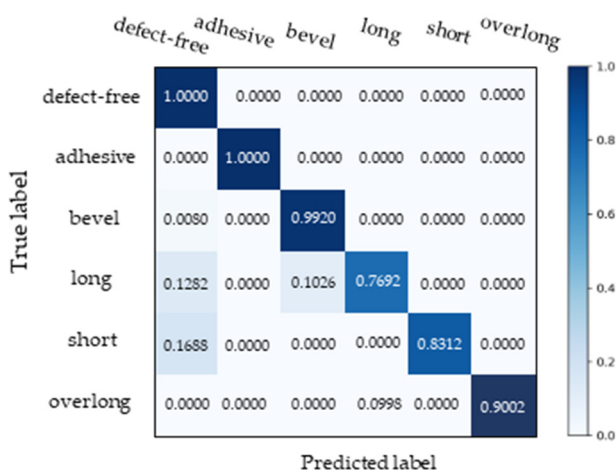 defect-free adhesive bevel long short overlong
defect-free 1.0000 0.0000 0.0000 0.0000 0.0000 0.0000
adhesive 0.0000 1.0000 0.0000 0.0000 0.0000 0.0000
bevel 0.0080 0.0000 0.9920 0.0000 0.0000 0.0000
long 0.1282 0.0000 0.1026 0.7692 0.0000 0.0000
short 0.1688 0.0000 0.0000 0.0000 0.8312 0.0000
overlong 0.0000 0.0000 0.0000 0.0998 0.0000 0.9002
True label
Predicted label
1.0
0.8
0.6
0.4
0.2
0.0